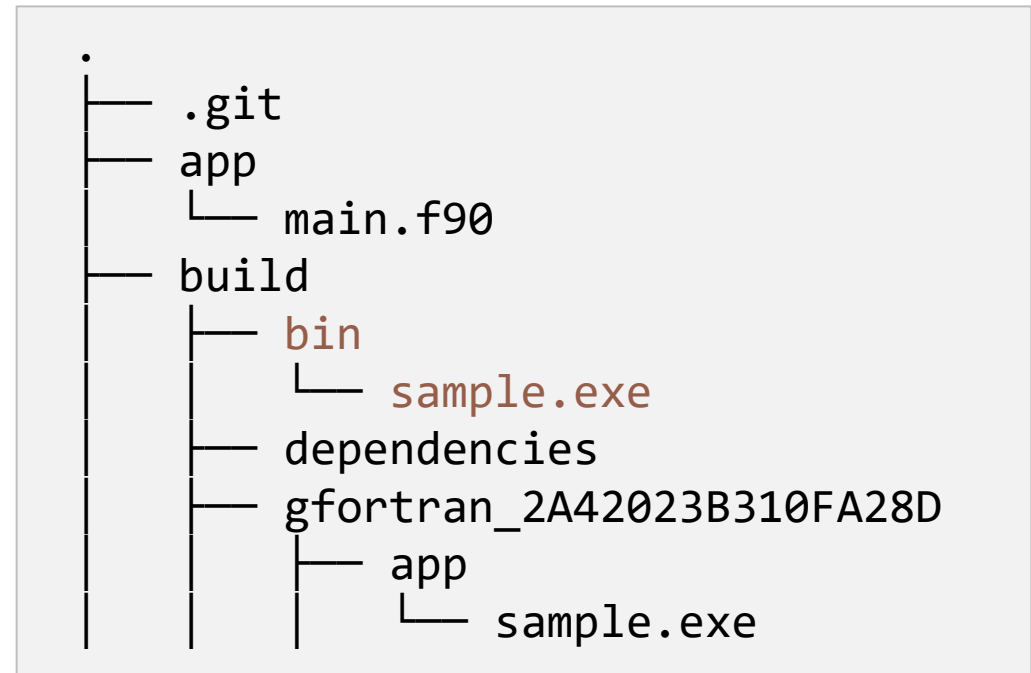 .
├── .git
├── app
│   └── main.f90
├── build
│   ├── bin
│   │   └── sample.exe
│   ├── dependencies
│   ├── gfortran_2A42023B310FA28D
│   │   ├── app
│   │   │   └── sample.exe